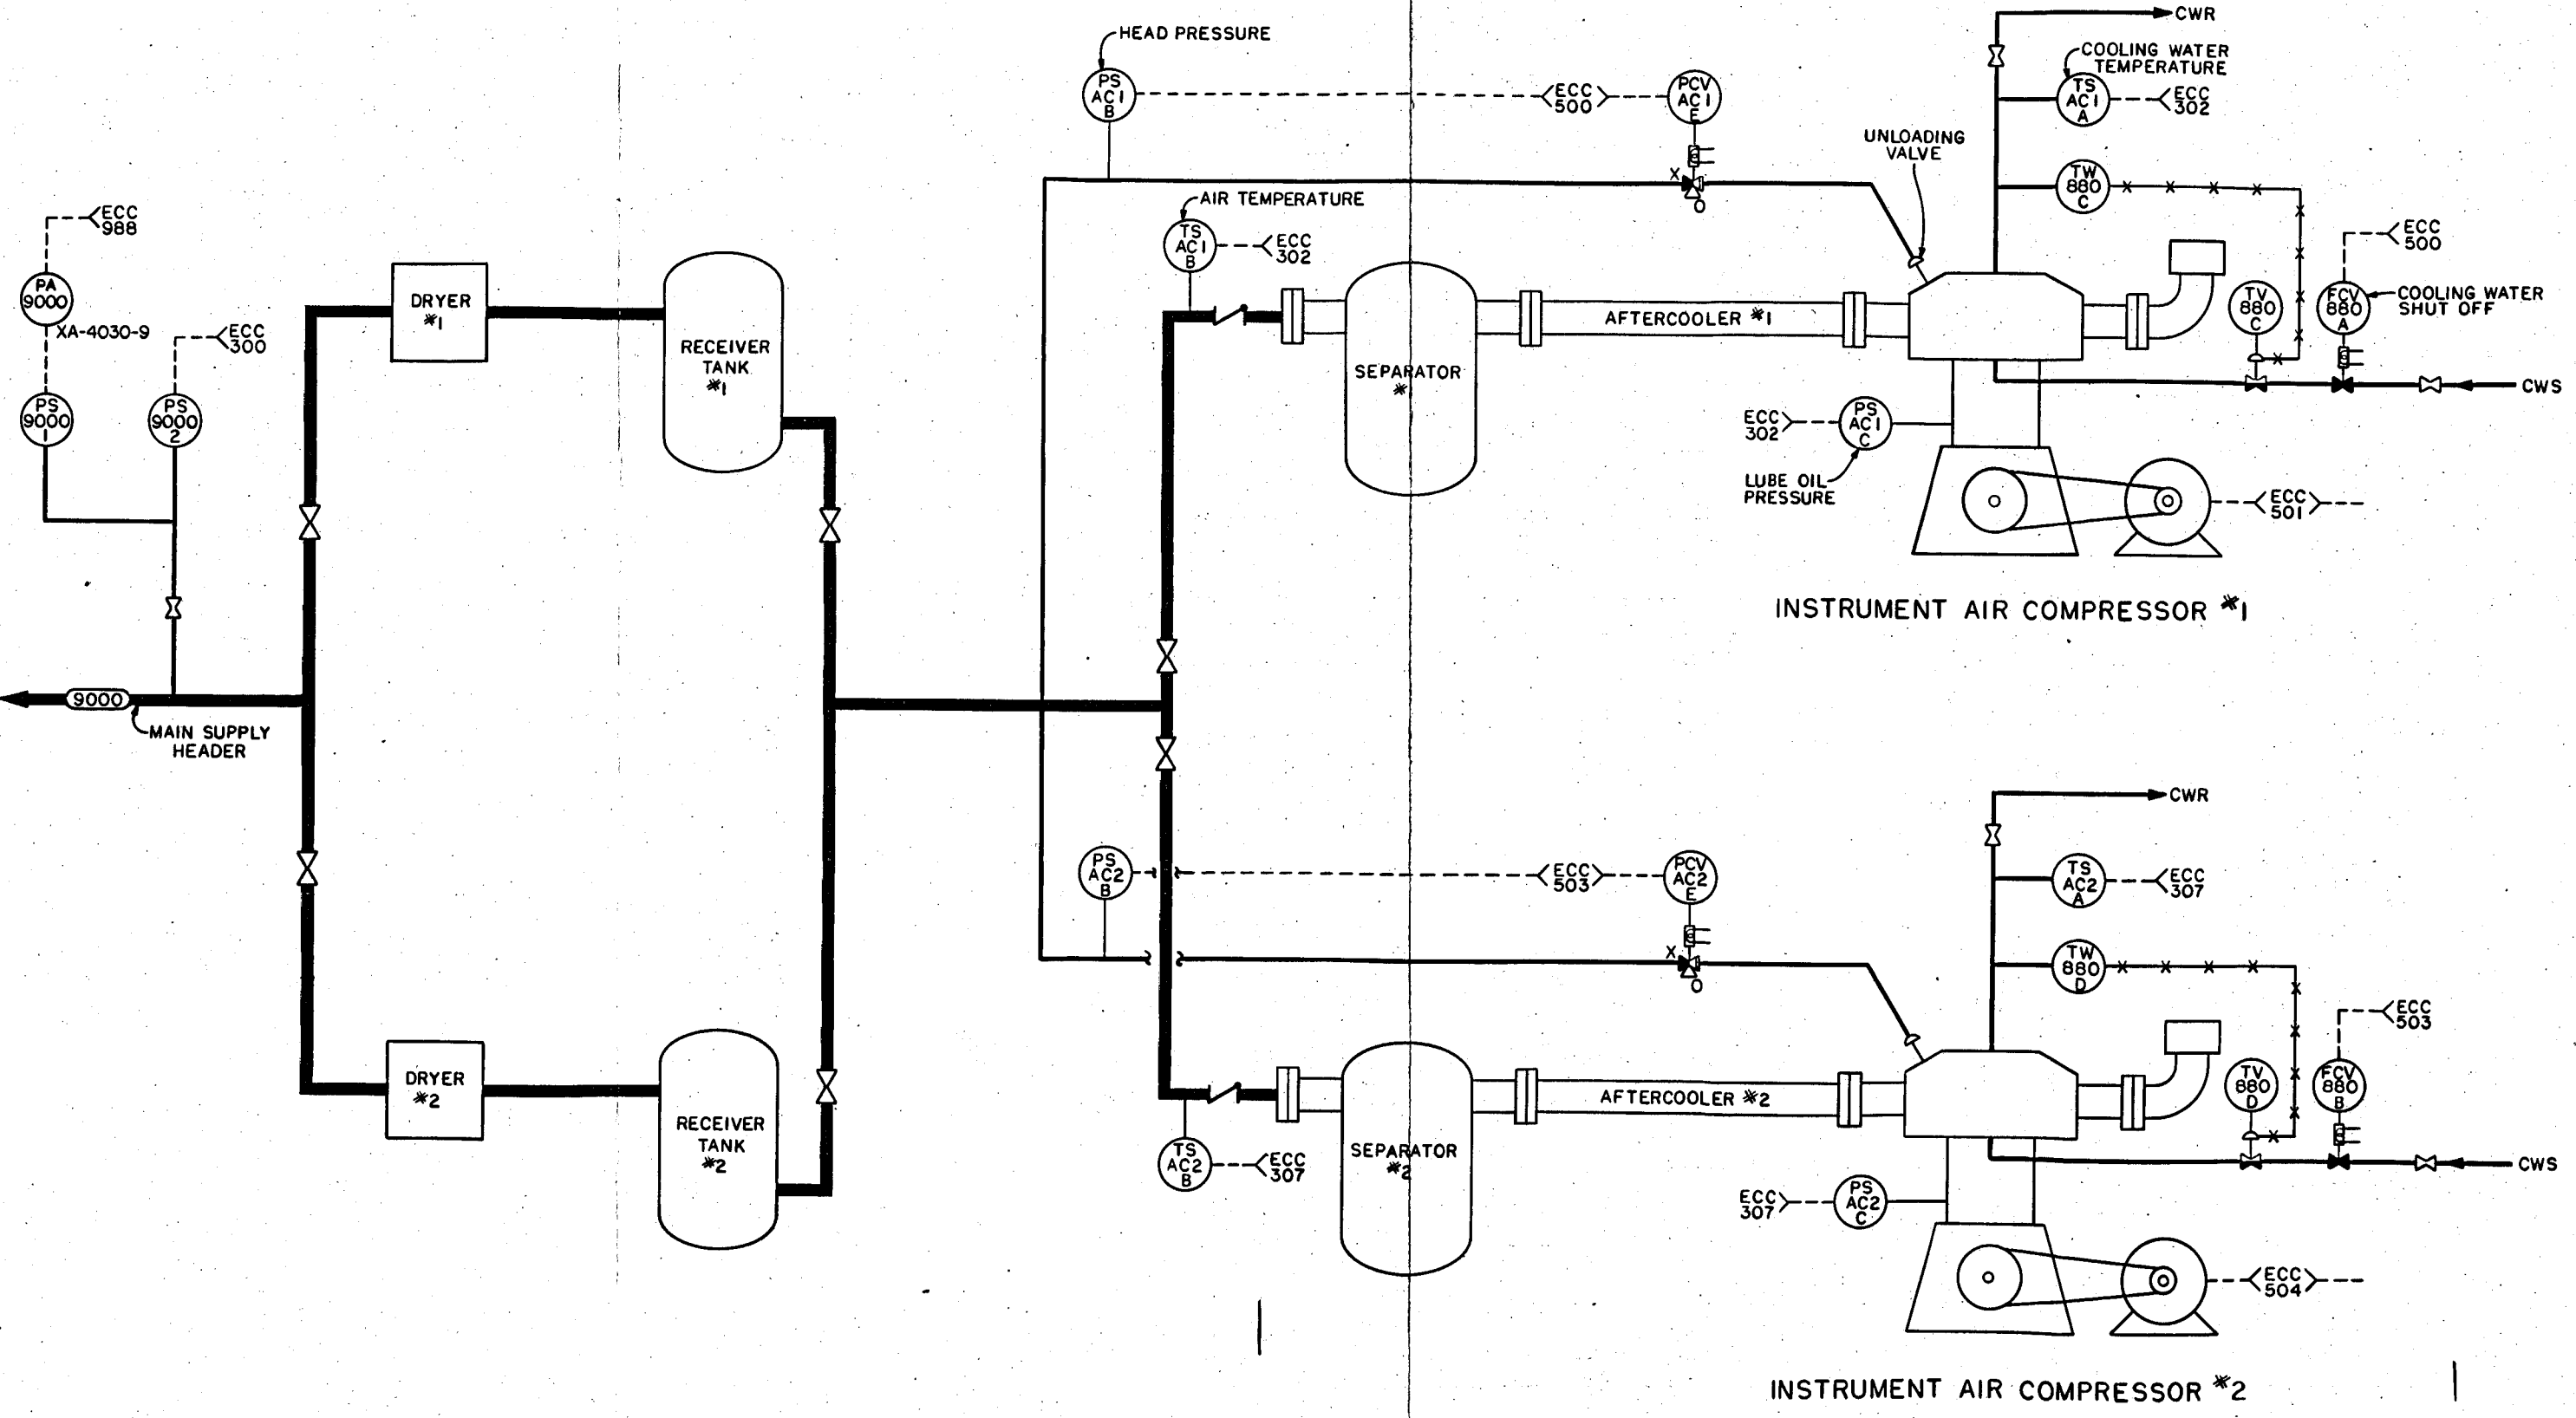 CWR
HEAD PRESSURE
COOLING WATER
TEMPERATURE
PS
AC1
B
ECC
500
PCV
AC1
E
TS
AC1
A
ECC
302
UNLOADING
VALVE
X
O
TW
880
C
AIR TEMPERATURE
TS
AC1
B
ECC
302
ECC
988
ECC
500
PA
9000
XA-4030-9
ECC
300
DRYER
#1
RECEIVER
TANK
#1
AFTERCOOLER #1
TV
880
C
FCV
880
A
COOLING WATER
SHUT OFF
SEPARATOR
#1
CWS
PS
9000
1
PS
9000
2
ECC
302
PS
AC1
C
LUBE OIL
PRESSURE
ECC
501
INSTRUMENT AIR COMPRESSOR #1
9000
MAIN SUPPLY
HEADER
CWR
PS
AC2
B
ECC
503
PCV
AC2
E
TS
AC2
A
ECC
307
X
O
TW
880
D
ECC
503
DRYER
#2
RECEIVER
TANK
#2
AFTERCOOLER #2
TV
880
D
FCV
880
B
TS
AC2
B
ECC
307
SEPARATOR
#2
CWS
ECC
307
PS
AC2
C
ECC
504
INSTRUMENT AIR COMPRESSOR #2